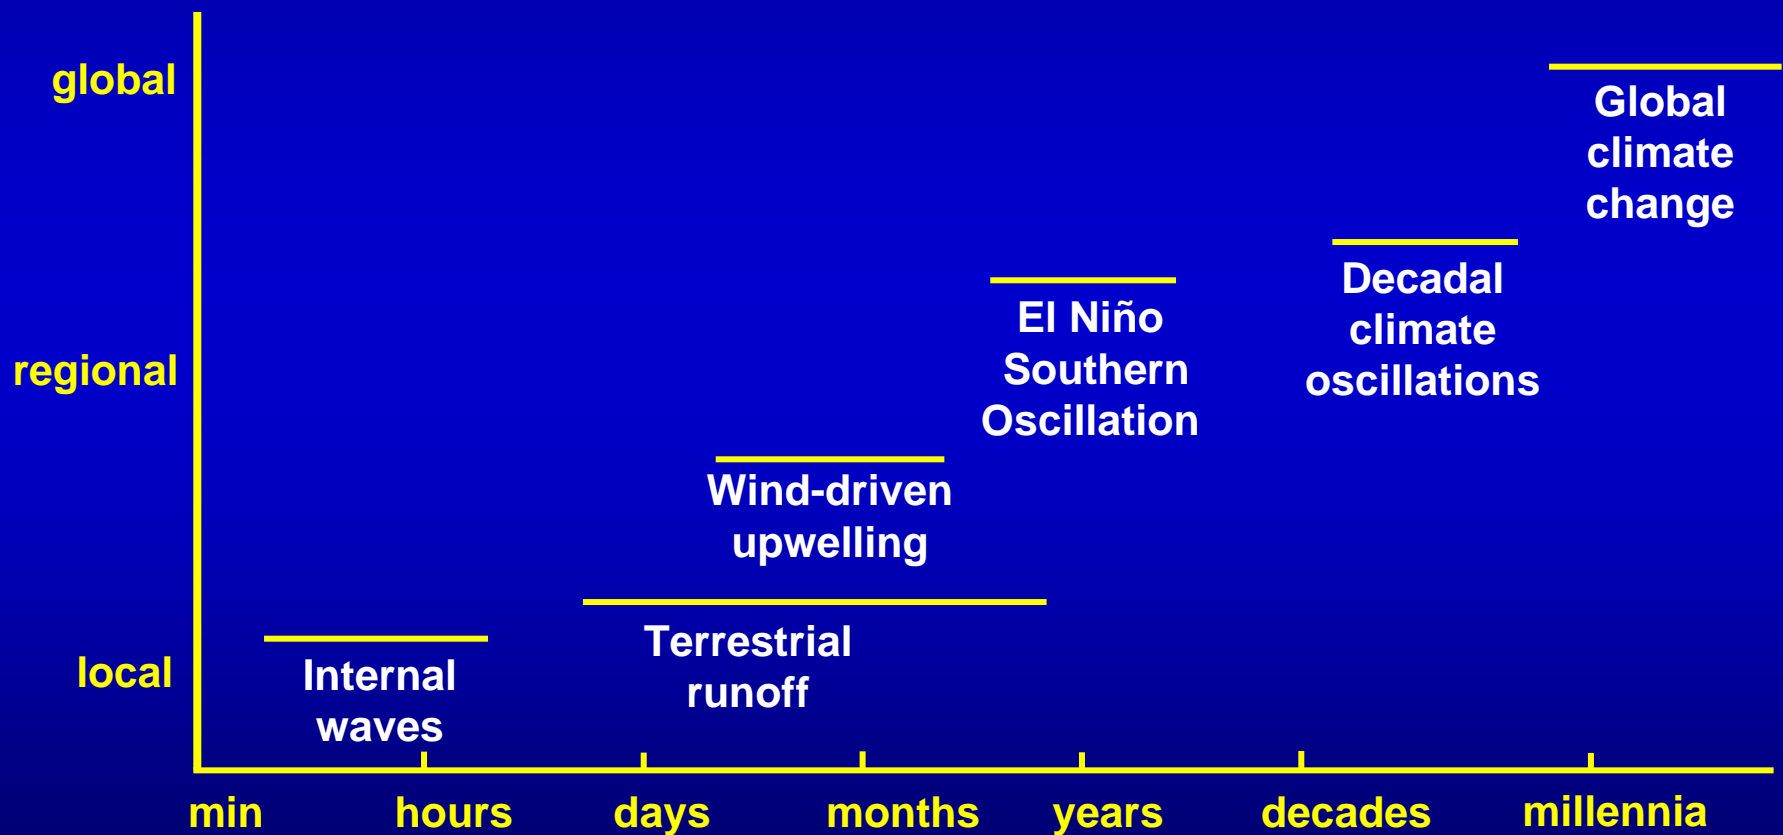 global
Global
climate
change
Decadal
climate
oscillations
El Niño
Southern
Oscillation
regional
Wind-driven
upwelling
Terrestrial
runoff
local
Internal
waves
min hours days months years decades millennia